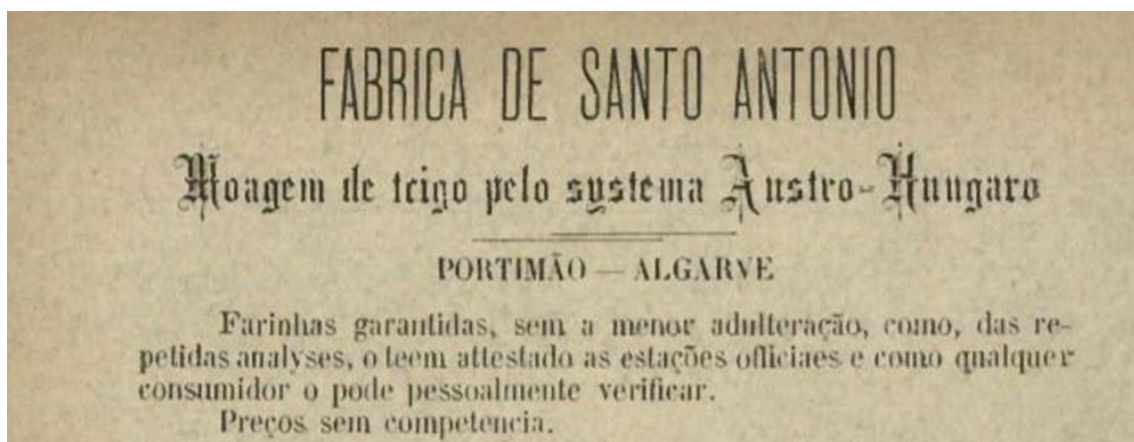 FABRICA DE SANTO ANTONIO
Moagem de trigo pelo systema Austro-Hungaro
PORTIMÃO — ALGARVE
Farinhas garantidas, sem a menor adulteração, como, das re-
petidas analyses, o teem attestado as estações officiaes e como qualquer
consumidor o pode pessoalmente verificar.
Preços sem competencia.